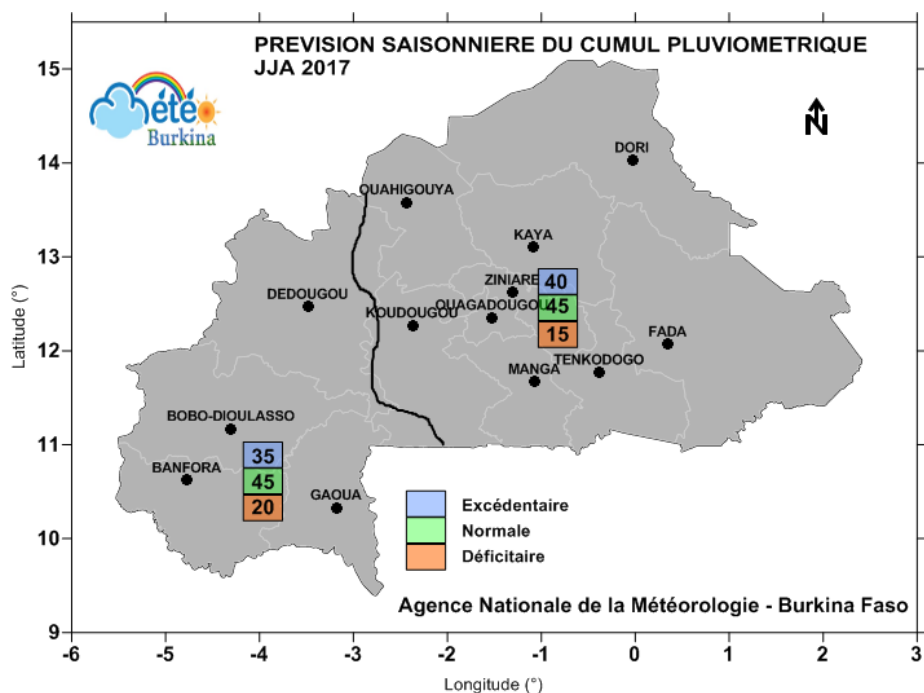 PREVISION SAISONNIERE DU CUMUL PLUVIOMETRIQUE
JJA 2017
été
Burkina
N
15
14
13
12
11
10
9
Latitude (°)
DORI
OUAHIGOUYA
KAYA
ZINIARE
40
DEDOUGOU
KOUDOUGOU
OUAGADOUGOU
45
15
FADA
TENKODOGO
MANGA
BOBO-DIOULASSO
BANFORA
35
45
20
GAOUA
Excédentaire
Normale
Déficitaire
Agence Nationale de la Météorologie - Burkina Faso
-6 -5 -4 -3 -2 -1 0 1 2 3
Longitude (°)